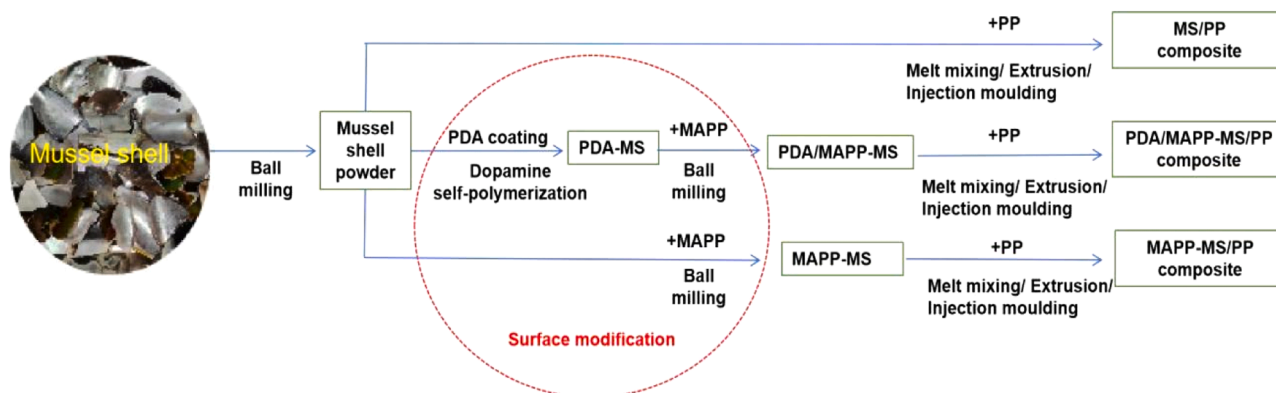 Mussel shell
Ball
milling
Mussel
shell
powder
+PP
Melt mixing/ Extrusion/
Injection moulding
MS/PP
composite
PDA coating
Dopamine
self-polymerization
PDA-MS
+MAPP
Ball
milling
PDA/MAPP-MS
+PP
Melt mixing/ Extrusion/
Injection moulding
PDA/MAPP-MS/PP
composite
+MAPP
Ball
milling
MAPP-MS
+PP
Melt mixing/ Extrusion/
Injection moulding
MAPP-MS/PP
composite
Surface modification